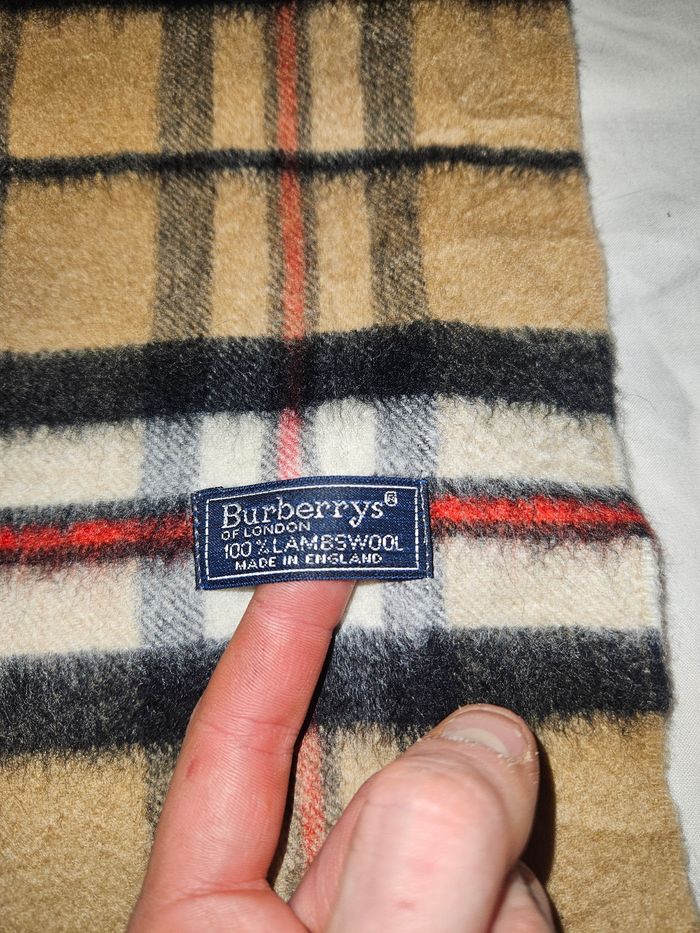 Burberrys®
OF LONDON
100% LAMBSWOOL
MADE IN ENGLAND